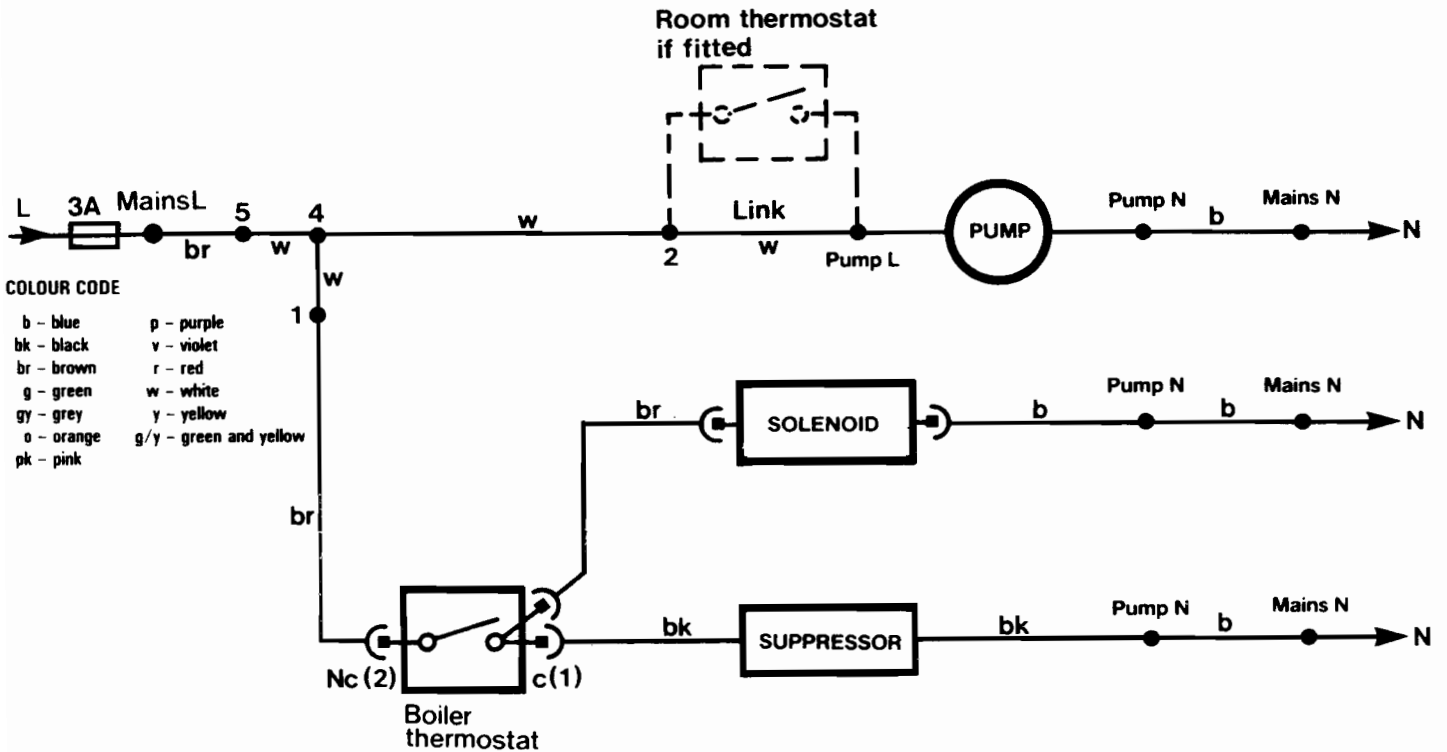 Room thermostat
if fitted
L
3A
Mains L
5
4
br
w
w
w
2
Link
w
Pump L
PUMP
Pump N
b
Mains N
N
COLOUR CODE
b – blue
p – purple
bk – black
v – violet
br – brown
r – red
g – green
w – white
gy – grey
y – yellow
o – orange
g/y – green and yellow
pk – pink
1
br
br
SOLENOID
b
Pump N
b
Mains N
N
Nc (2)
c(1)
Boiler
thermostat
bk
SUPPRESSOR
bk
Pump N
b
Mains N
N